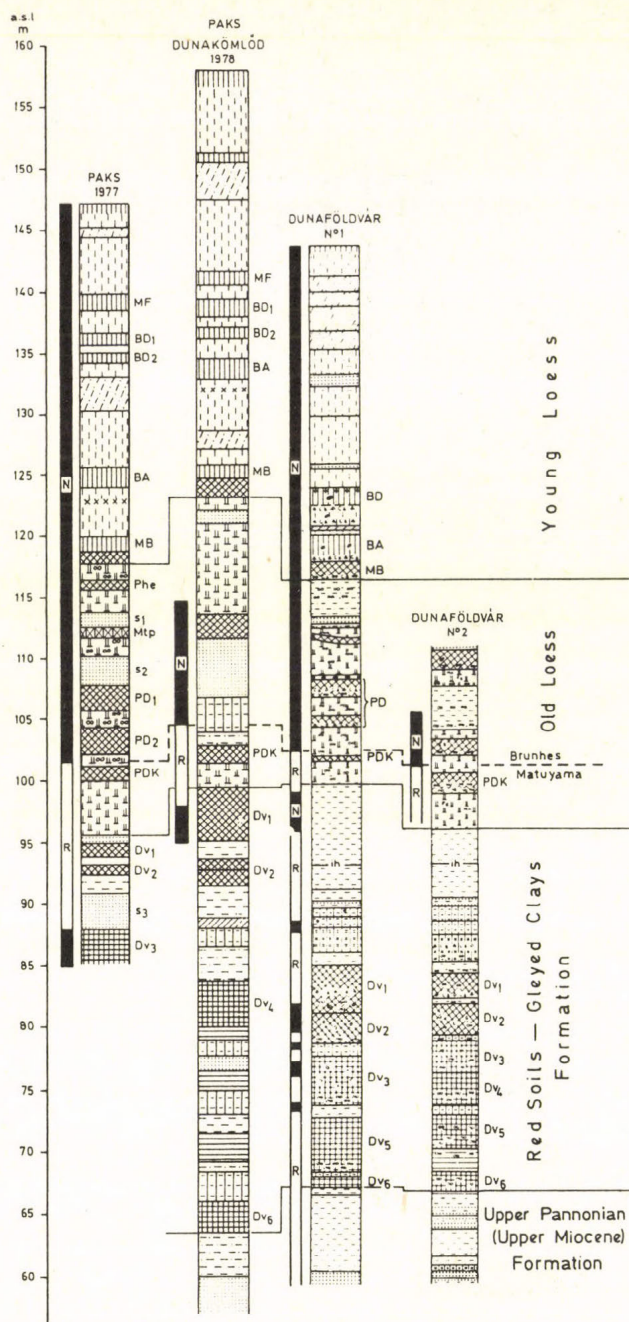 a.s.l.
m
160
155
150
145
140
135
130
125
120
115
110
105
100
95
90
85
80
75
70
65
60
PAKS
1977
N
R
MF
BD1
BD2
BA
MB
Phe
S1
Mtp
S2
PD1
PD2
PDK
Dv1
Dv2
S3
Dv3
PAKS
DUNAKÖMLŐD
1978
N
R
MF
BD1
BD2
BA
MB
PDK
Dv1
Dv2
Dv4
Dv6
DUNAFÖLDVÁR
Nº1
N
R
N
R
R
R
BD
BA
MB
PD
PDK
ih
Dv1
Dv2
Dv3
Dv5
Dv6
DUNAFÖLDVÁR
Nº2
N
R
PDK
ih
Dv1
Dv2
Dv3
Dv4
Dv5
Dv6
Young Loess
Old Loess
Brunhes
Matuyama
Red Soils – Gleyed Clays
Formation
Upper Pannonian
(Upper Miocene)
Formation